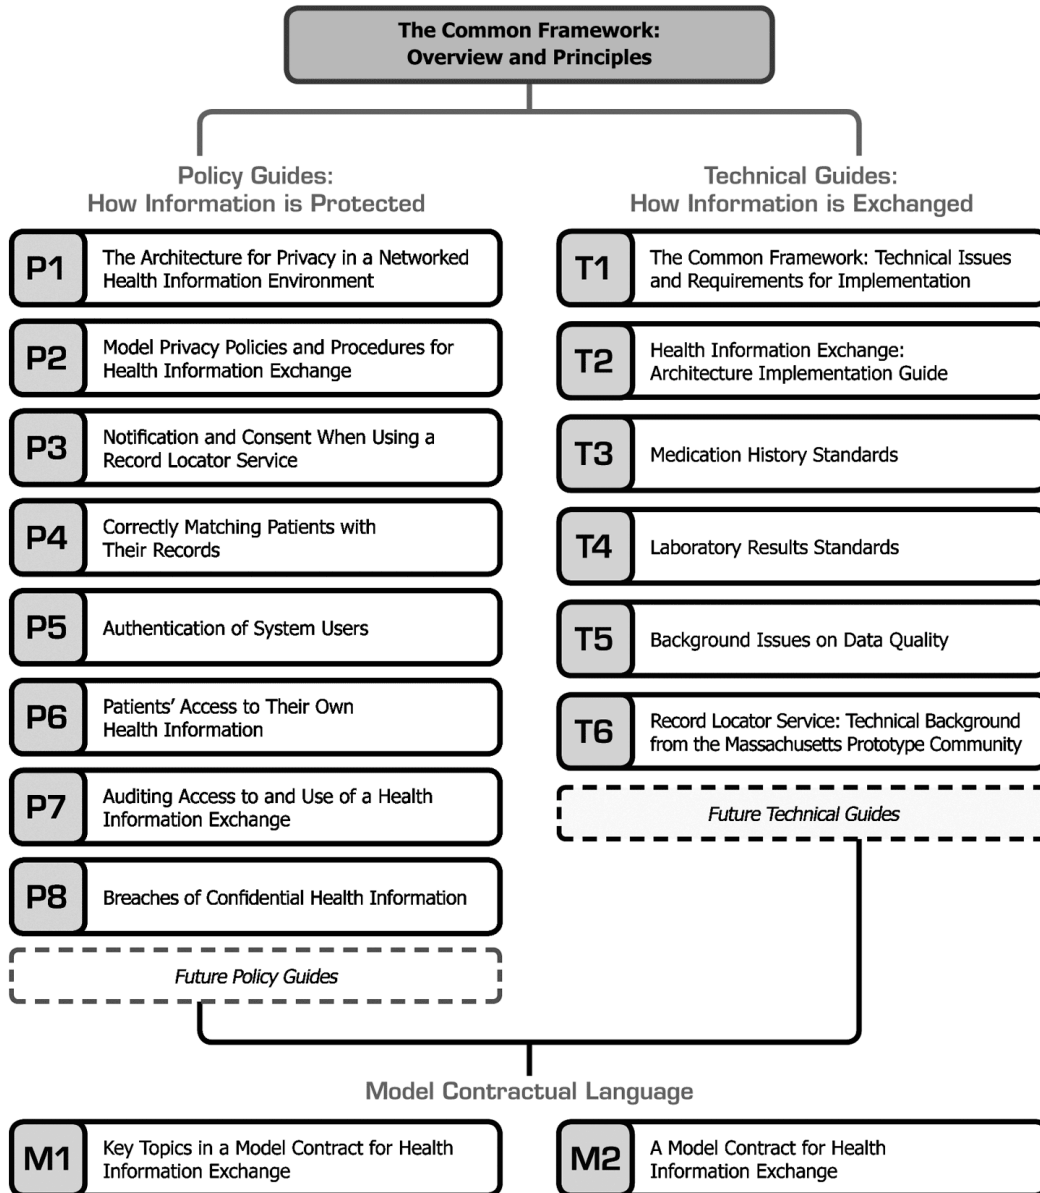 The Common Framework:
Overview and Principles
Policy Guides:
How Information is Protected
P1
The Architecture for Privacy in a Networked
Health Information Environment
P2
Model Privacy Policies and Procedures for
Health Information Exchange
P3
Notification and Consent When Using a
Record Locator Service
P4
Correctly Matching Patients with
Their Records
P5
Authentication of System Users
P6
Patients’ Access to Their Own
Health Information
P7
Auditing Access to and Use of a Health
Information Exchange
P8
Breaches of Confidential Health Information
Future Policy Guides
Technical Guides:
How Information is Exchanged
T1
The Common Framework: Technical Issues
and Requirements for Implementation
T2
Health Information Exchange:
Architecture Implementation Guide
T3
Medication History Standards
T4
Laboratory Results Standards
T5
Background Issues on Data Quality
T6
Record Locator Service: Technical Background
from the Massachusetts Prototype Community
Future Technical Guides
Model Contractual Language
M1
Key Topics in a Model Contract for Health
Information Exchange
M2
A Model Contract for Health
Information Exchange